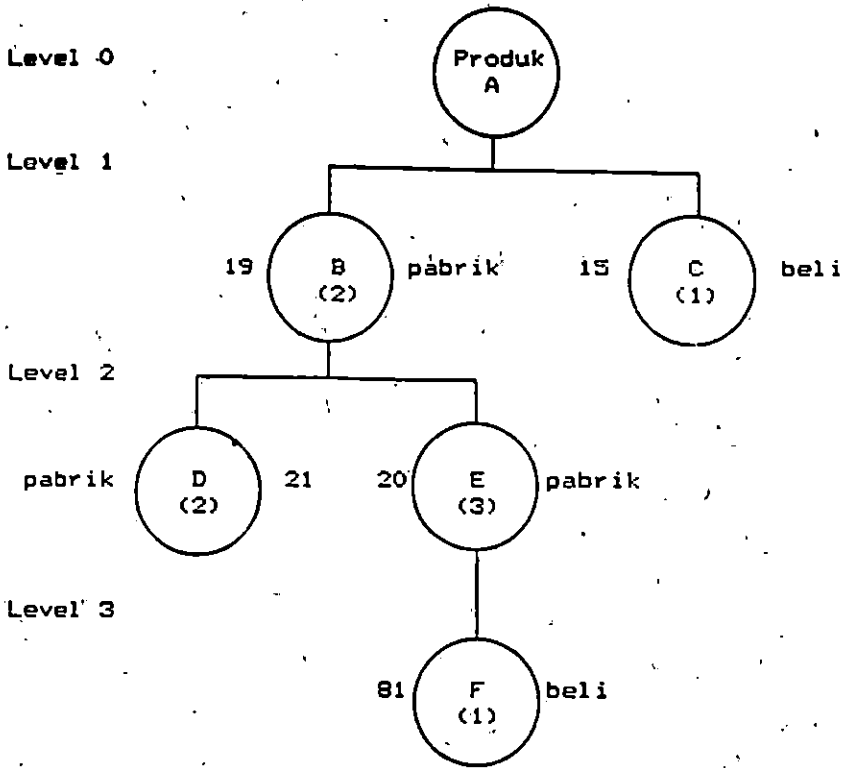 Level 0
Produk
A
Level 1
19 B pabrik 15 C beli
(2) (1)
Level 2
pabrik D 21 20 E pabrik
(2) (3)
Level 3
81 F beli
(1)